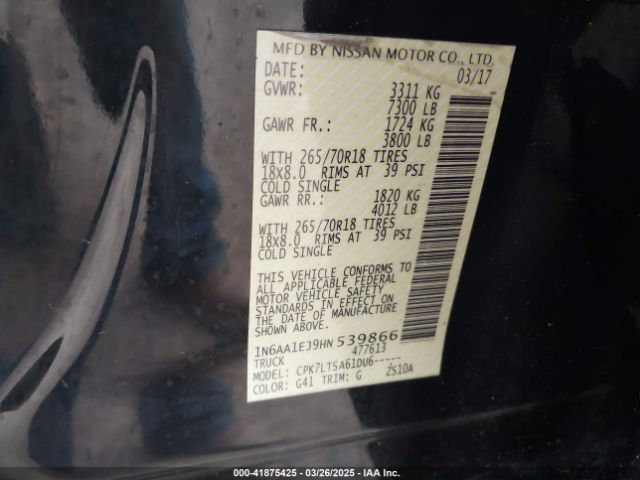 MFD BY NISSAN MOTOR CO., LTD.
DATE: 03/17
GVWR: 3311 KG
7300 LB
GAWR FR.: 1724 KG
3800 LB
WITH 265/70R18 TIRES
18X8.0 RIMS AT 39 PSI
COLD SINGLE
GAWR RR.: 1820 KG
4012 LB
WITH 265/70R18 TIRES
18X8.0 RIMS AT 39 PSI
COLD SINGLE
THIS VEHICLE CONFORMS TO
ALL APPLICABLE FEDERAL
MOTOR VEHICLE SAFETY
STANDARDS IN EFFECT ON
THE DATE OF MANUFACTURE
SHOWN ABOVE.
1N6AA1EJ9HN539866
TRUCK 477613
MODEL: CPK7LTSA61DU6-----
COLOR: G41 TRIM: G ZS10A
000-41875425 - 03/26/2025 - IAA Inc.